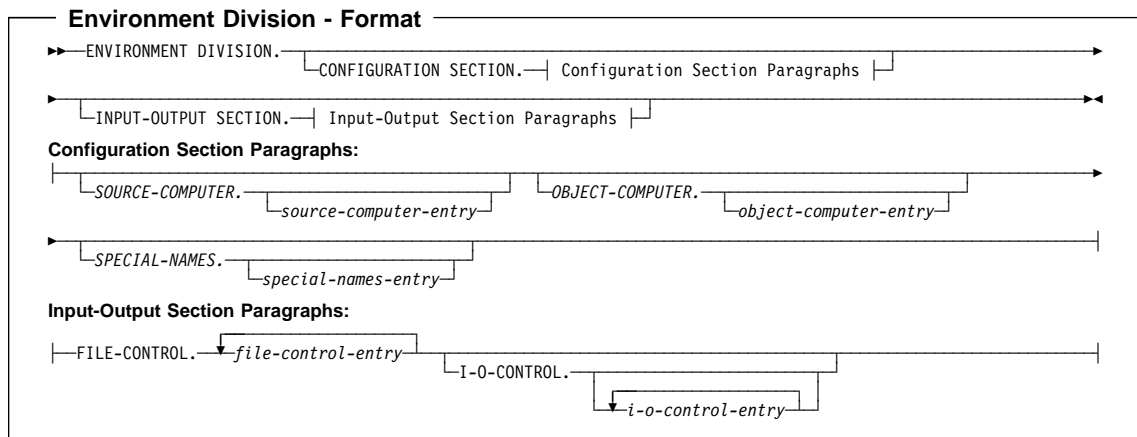 Environment Division - Format
ENVIRONMENT DIVISION.
CONFIGURATION SECTION. Configuration Section Paragraphs
INPUT-OUTPUT SECTION. Input-Output Section Paragraphs
Configuration Section Paragraphs:
SOURCE-COMPUTER. OBJECT-COMPUTER.
source-computer-entry object-computer-entry
SPECIAL-NAMES.
special-names-entry
Input-Output Section Paragraphs:
FILE-CONTROL. file-control-entry
I-O-CONTROL.
i-o-control-entry